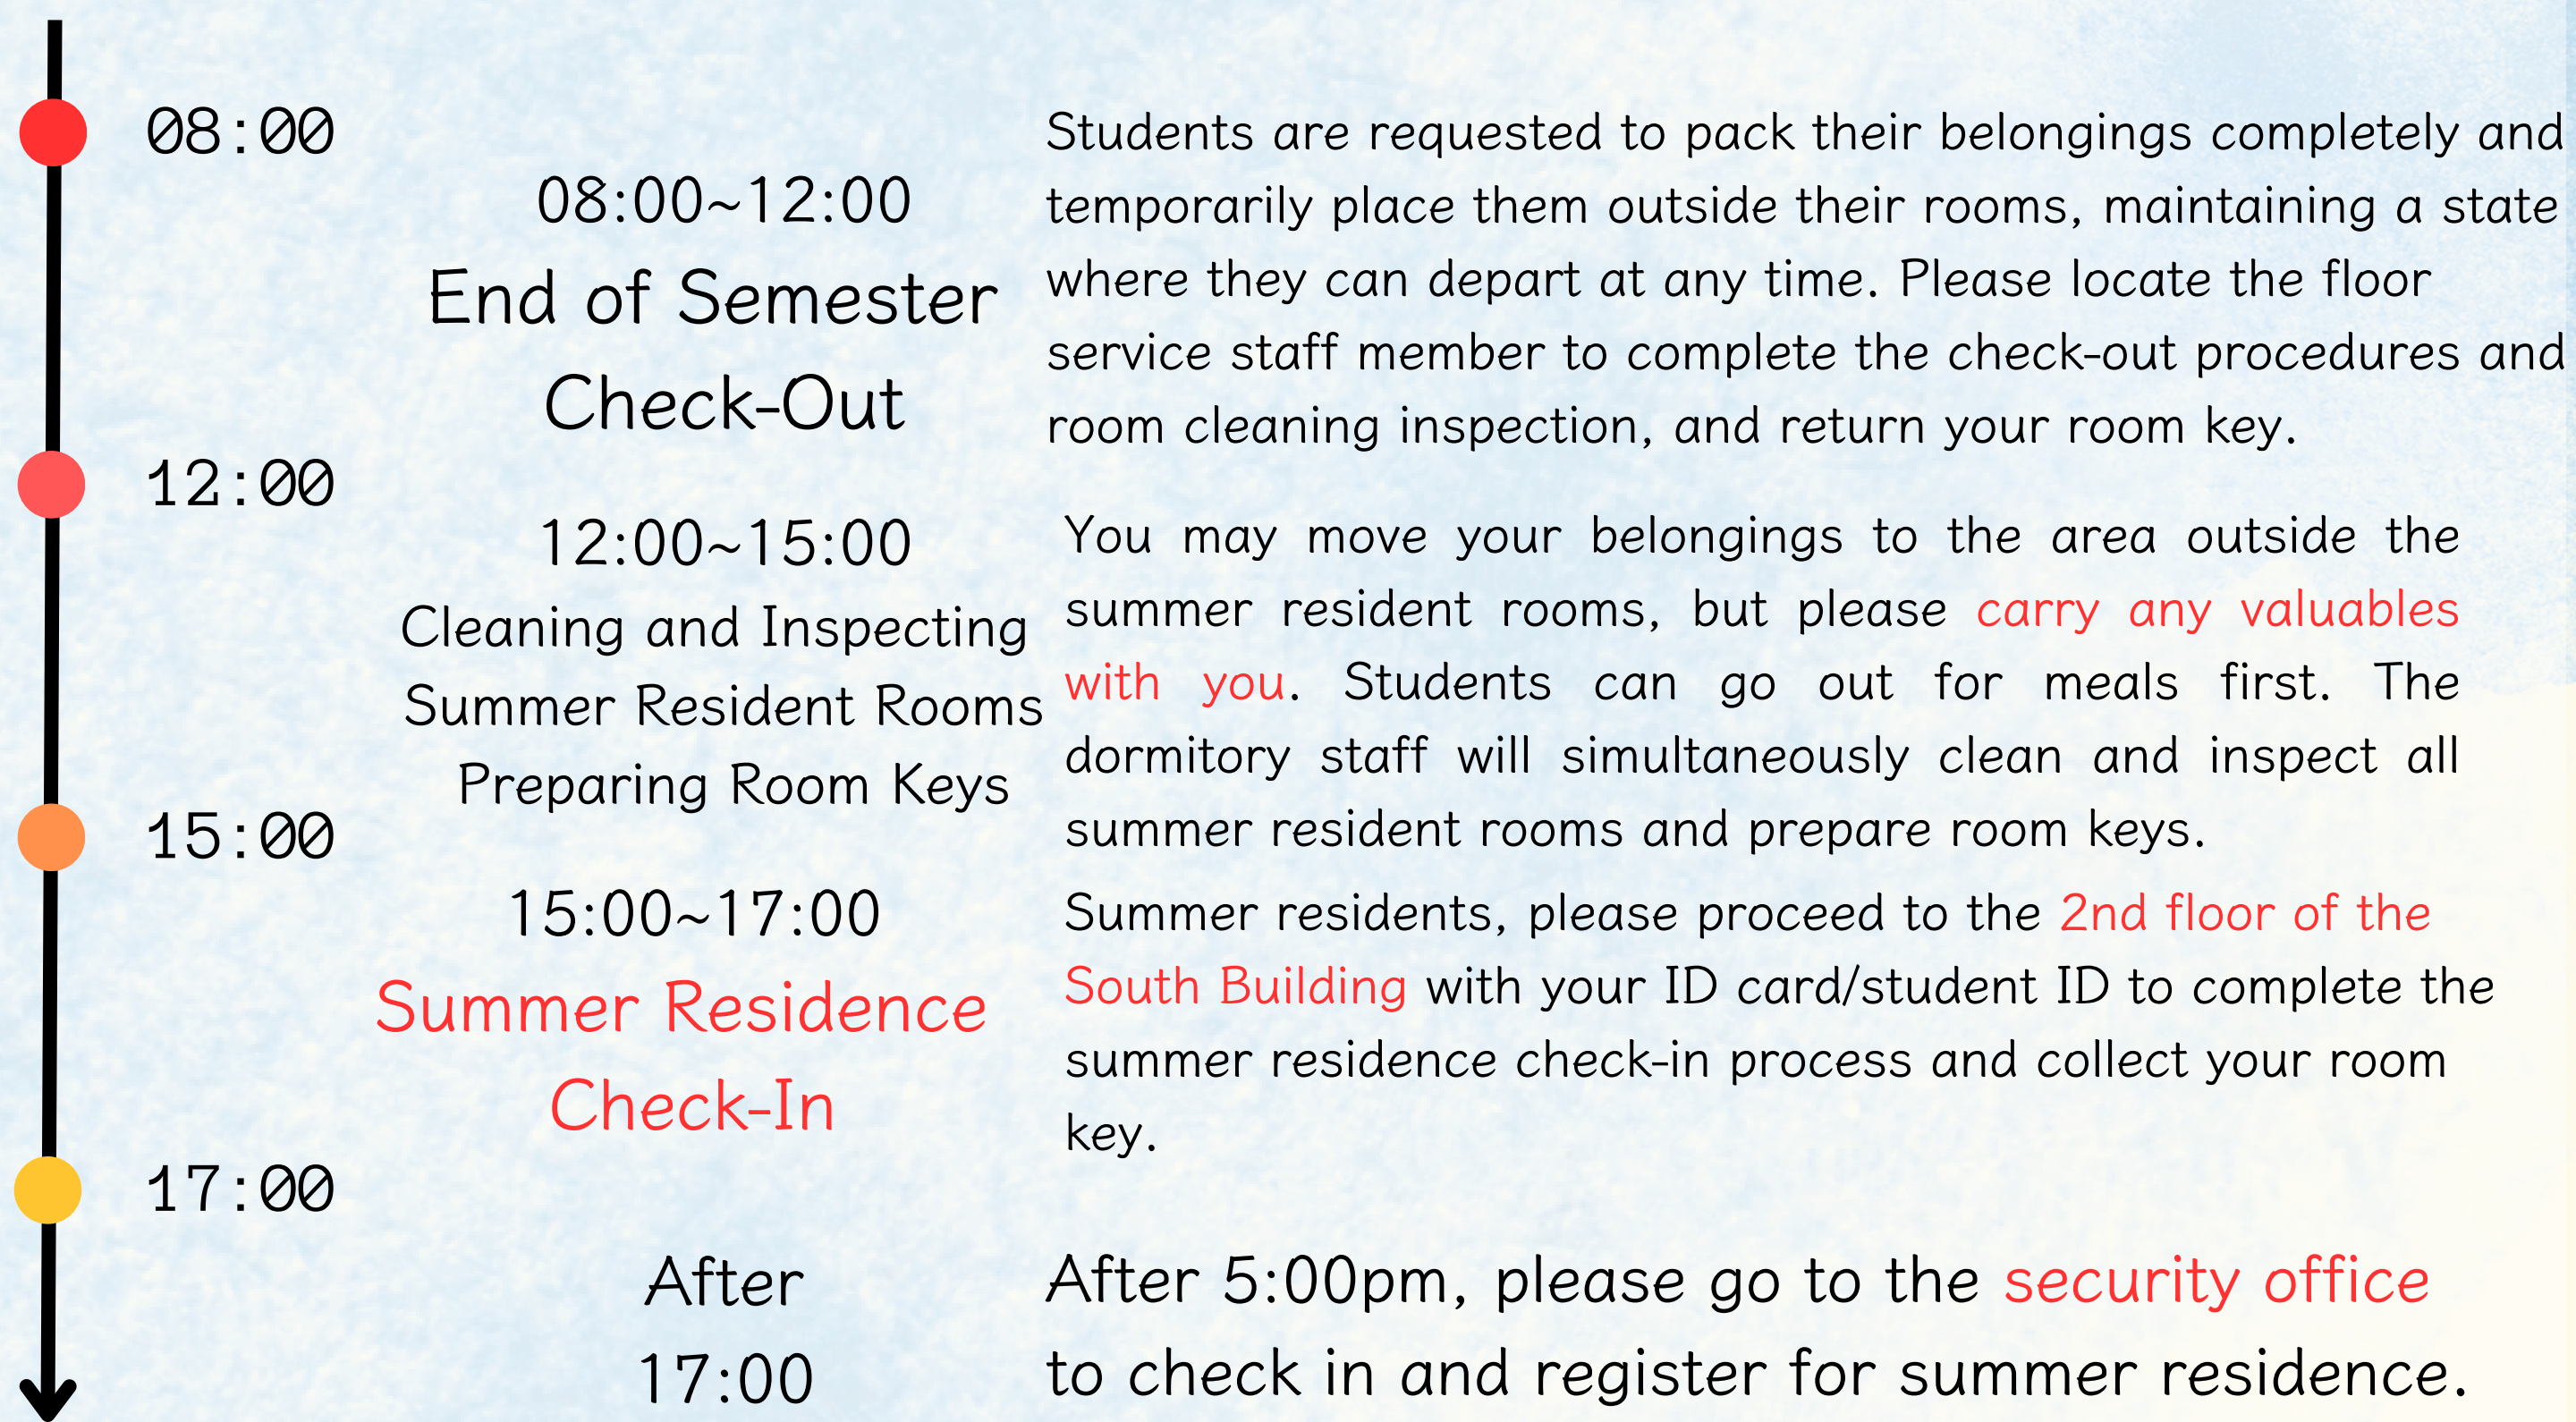 08:00
08:00~12:00
End of Semester
Check-Out
Students are requested to pack their belongings completely and
temporarily place them outside their rooms, maintaining a state
where they can depart at any time. Please locate the floor
service staff member to complete the check-out procedures and
room cleaning inspection, and return your room key.
12:00
12:00~15:00
Cleaning and Inspecting
Summer Resident Rooms
Preparing Room Keys
You may move your belongings to the area outside the
summer resident rooms, but please carry any valuables
with you. Students can go out for meals first. The
dormitory staff will simultaneously clean and inspect all
summer resident rooms and prepare room keys.
15:00
15:00~17:00
Summer Residence
Check-In
Summer residents, please proceed to the 2nd floor of the
South Building with your ID card/student ID to complete the
summer residence check-in process and collect your room
key.
17:00
After
17:00
After 5:00pm, please go to the security office
to check in and register for summer residence.